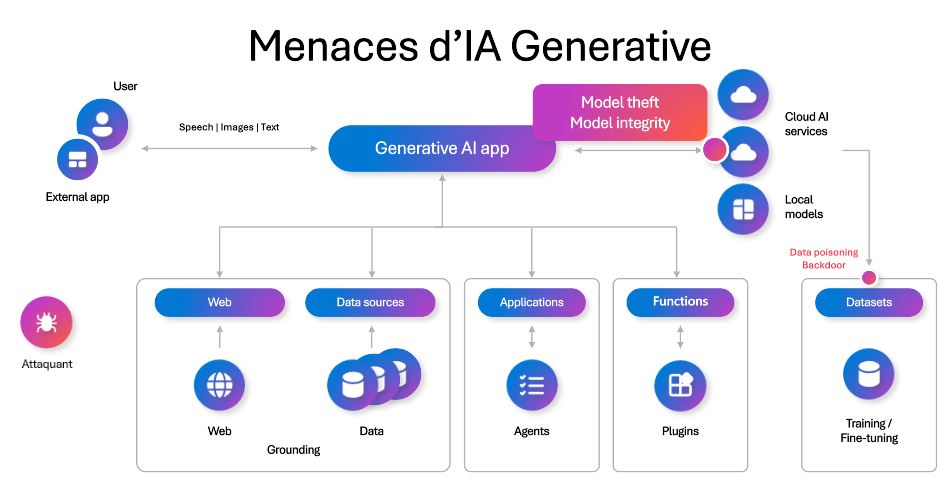 Menaces d’IA Generative
User
Speech | Images | Text
External app
Generative AI app
Model theft
Model integrity
Cloud AI
services
Local
models
Data poisoning
Backdoor
Attaquant
Web
Data sources
Applications
Functions
Datasets
Web
Data
Agents
Plugins
Training /
Fine-tuning
Grounding